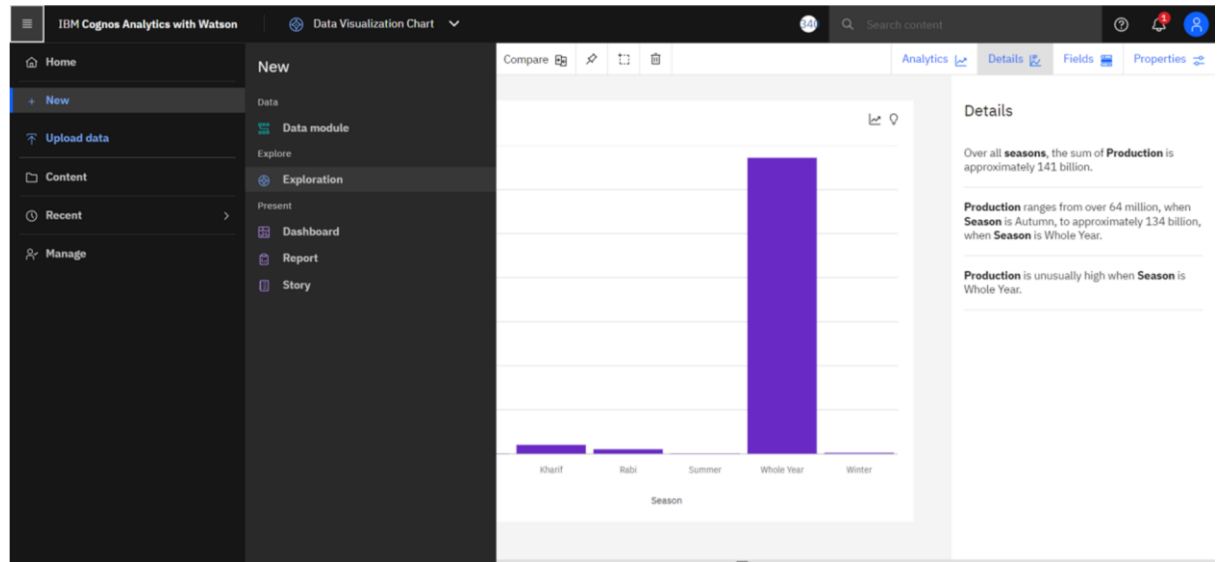 IBM Cognos Analytics with Watson
Data Visualization Chart
Search content
1
Home
New
Upload data
Content
Recent
Manage
New
Data
Data module
Explore
Exploration
Present
Dashboard
Report
Story
Compare
Analytics
Details
Fields
Properties
Kharif
Rabi
Summer
Whole Year
Winter
Season
Details
Over all seasons, the sum of Production is
approximately 141 billion.
Production ranges from over 64 million, when
Season is Autumn, to approximately 134 billion,
when Season is Whole Year.
Production is unusually high when Season is
Whole Year.